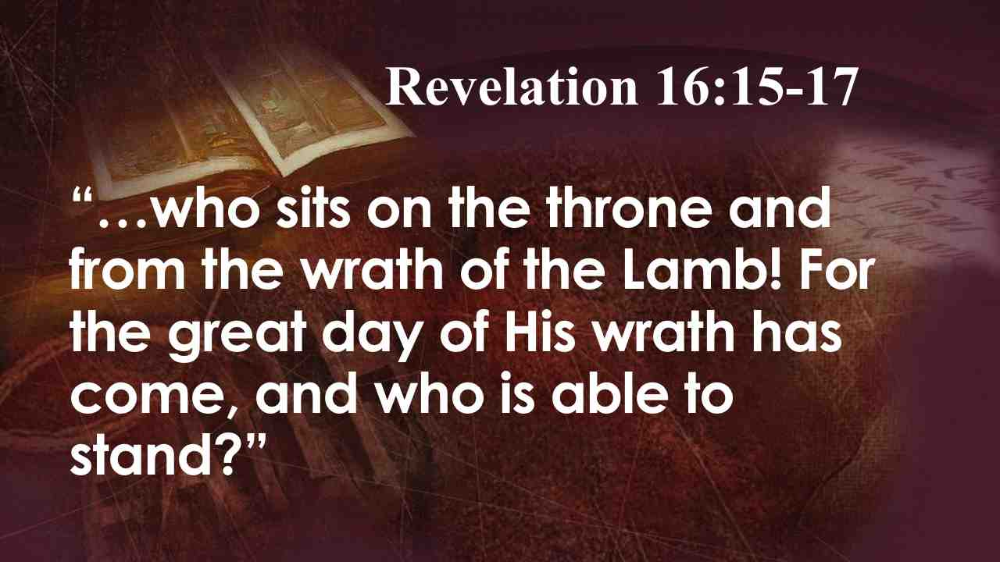 Revelation 16:15-17
“…who sits on the throne and
from the wrath of the Lamb! For
the great day of His wrath has
come, and who is able to
stand?”